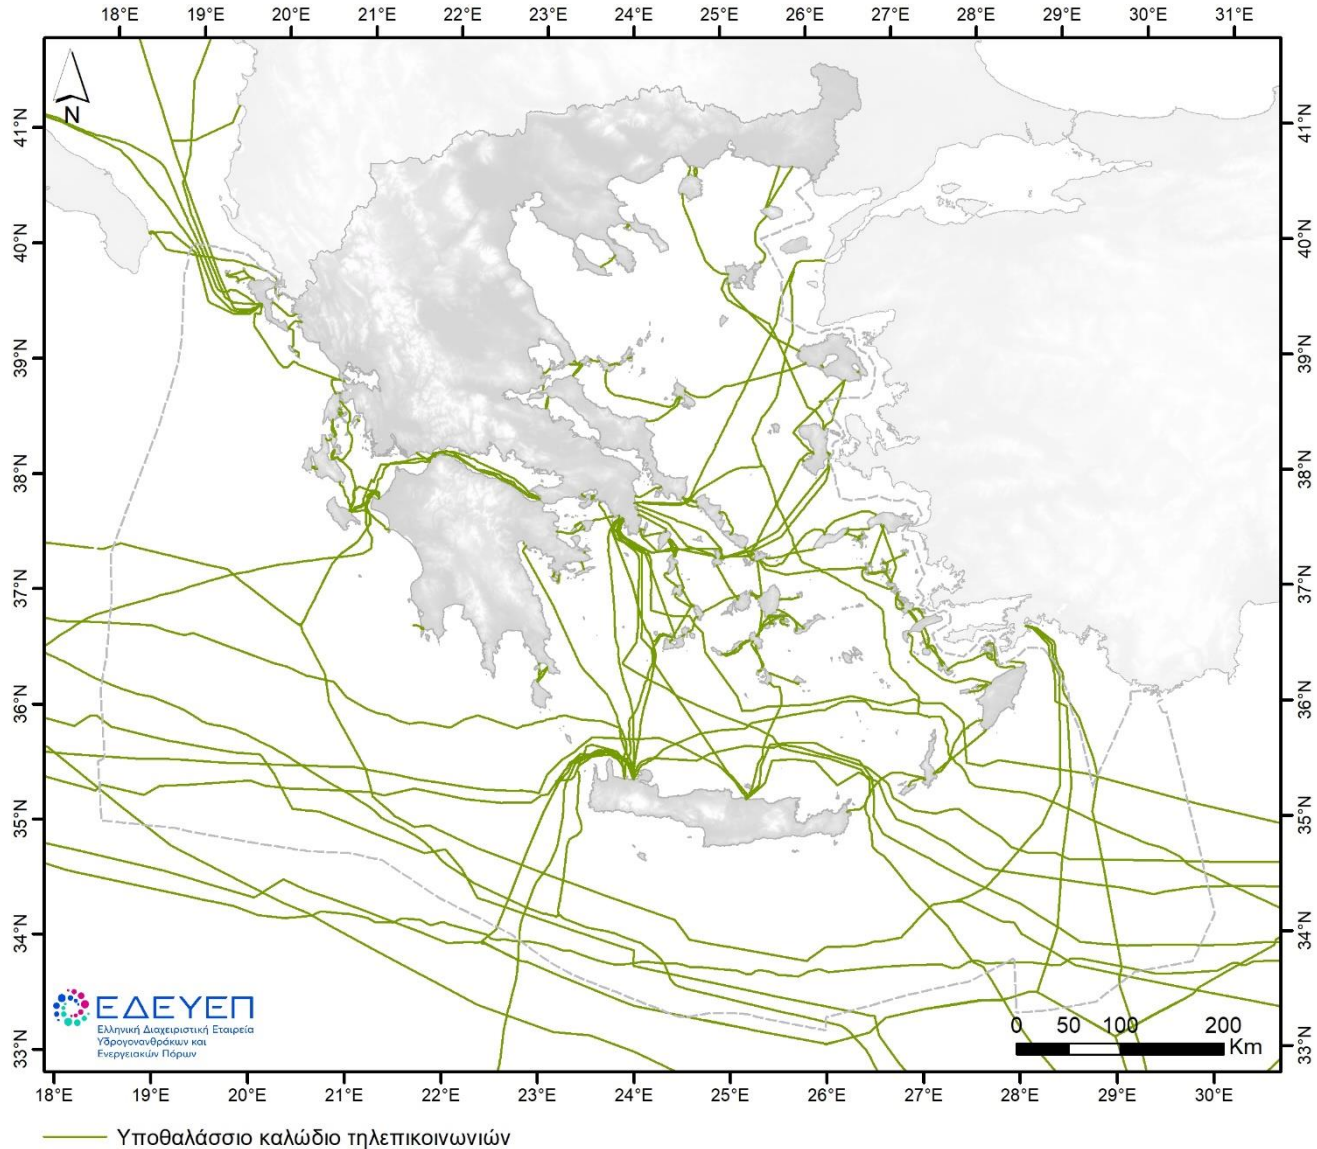 18°E 19°E 20°E 21°E 22°E 23°E 24°E 25°E 26°E 27°E 28°E 29°E 30°E 31°E
N
41°N 41°N
40°N 40°N
39°N 39°N
38°N 38°N
37°N 37°N
36°N 36°N
35°N 35°N
34°N 34°N
33°N 33°N
ΕΔΕΥΕΠ
Ελληνική Διαχειριστική Εταιρεία
Υδρογονανθράκων και
Ενεργειακών Πόρων
0 50 100 200
Km
18°E 19°E 20°E 21°E 22°E 23°E 24°E 25°E 26°E 27°E 28°E 29°E 30°E
Υποθαλάσσιο καλώδιο τηλεπικοινωνιών